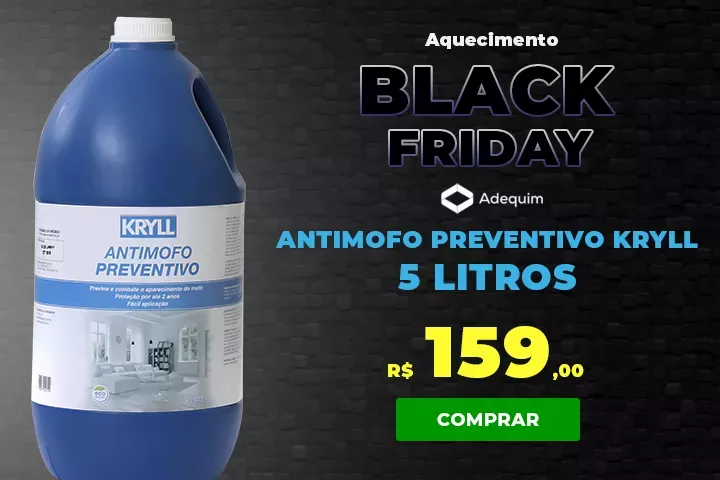 Aquecimento
BLACK
FRIDAY
Adequim
ANTIMOFO PREVENTIVO KRYLL
5 LITROS
R$ 159,00
COMPRAR
KRYLL
ANTIMOFO
PREVENTIVO
Previne e combate o aparecimento do mofo
Proteção por até 2 anos
Fácil aplicação
eco